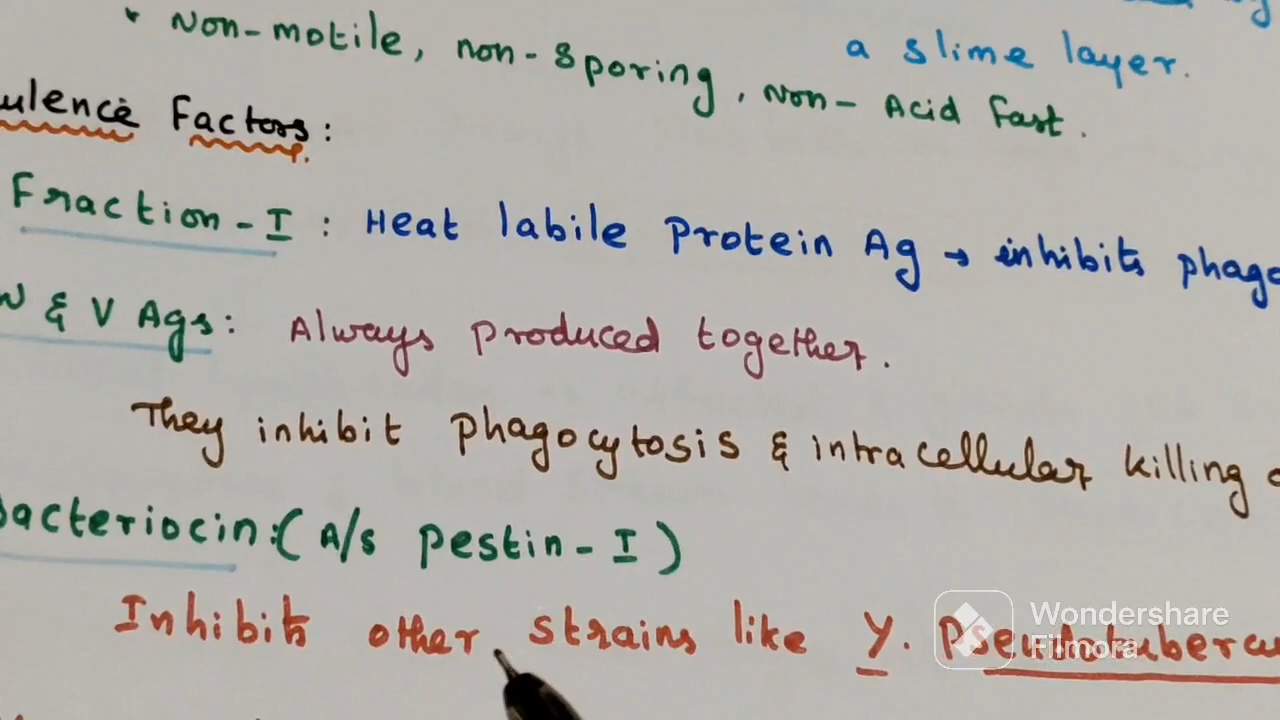 a slime layer.
Non-motile, non-sporing, Non-Acid fast.
ulence Factors:
Fraction-I : Heat labile Protein Ag → inhibits phago
W & V Ags: Always produced together.
They inhibit phagocytosis & intracellular killing
Bacteriocin: (A/s Pestin-I)
Inhibits other strains like Y. Pseudotubercu
Wondershare
Filmora